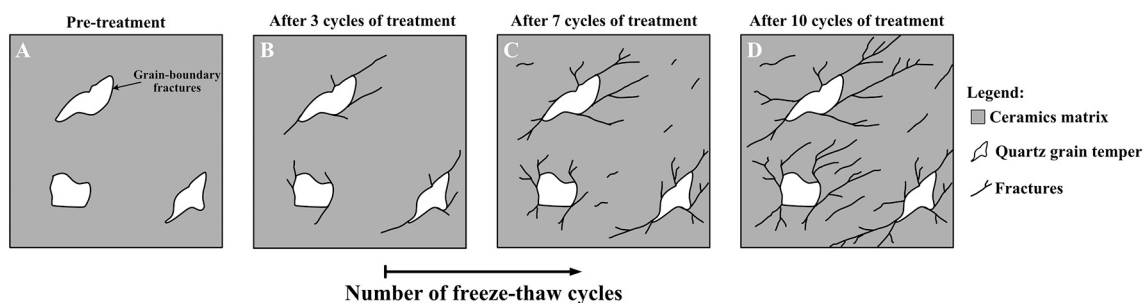 Pre-treatment
After 3 cycles of treatment
After 7 cycles of treatment
After 10 cycles of treatment
A
B
C
D
Grain-boundary
fractures
Legend:
Ceramics matrix
Quartz grain temper
Fractures
Number of freeze-thaw cycles